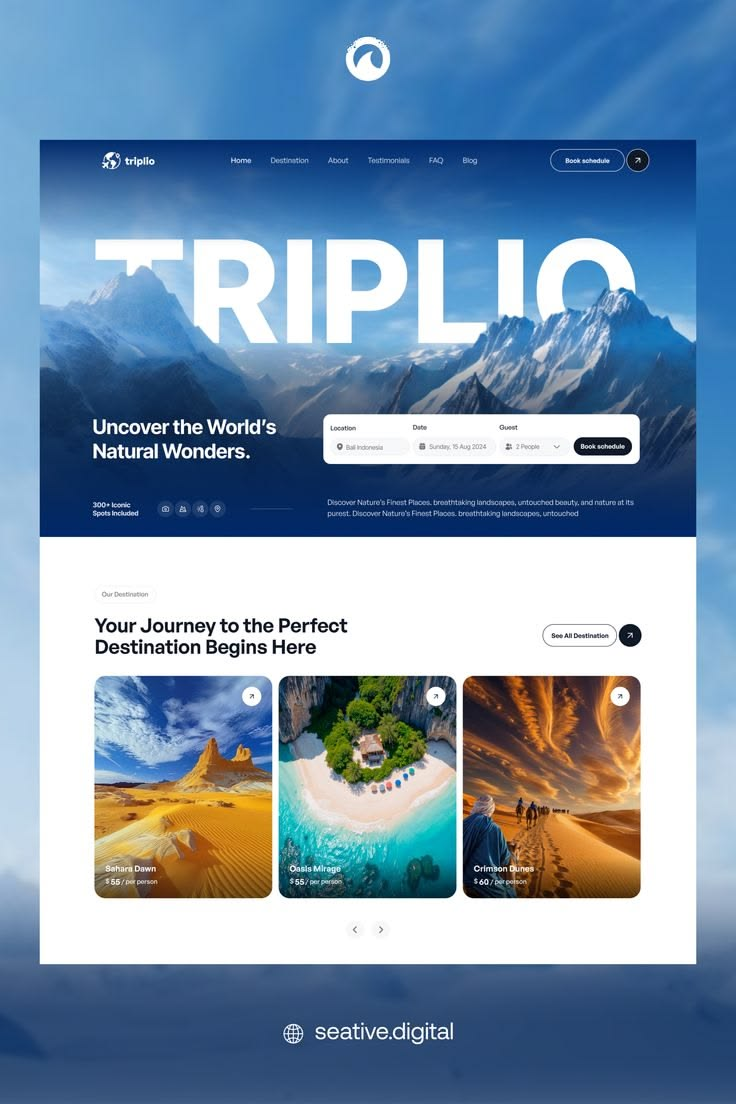 triplio
Home Destination About Testimonials FAQ Blog
Book schedule
TRIPLIO
Uncover the World's
Natural Wonders.
Location Date Guest
Bali Indonesia Sunday, 15 Aug 2024 2 People Book schedule
300+ Iconic
Spots Included
Discover Nature's Finest Places. breathtaking landscapes, untouched beauty, and nature at its
purest. Discover Nature's Finest Places. breathtaking landscapes, untouched
Our Destination
Your Journey to the Perfect
Destination Begins Here
See All Destination
Sahara Dawn
$ 55 / per person
Oasis Mirage
$ 55 / per person
Crimson Dunes
$ 60 / per person
seative.digital